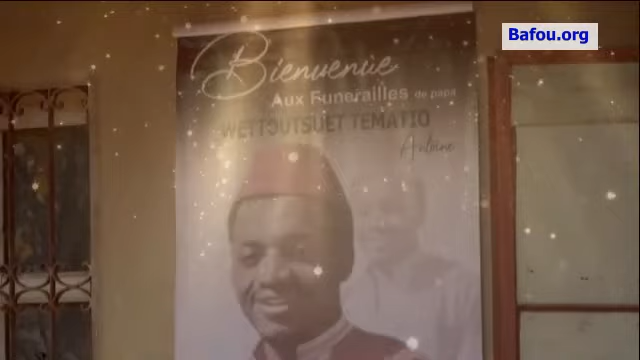 Bafou.org
Bienvenue
Aux Funerailles de papa
WETTOUTSUET TEMATIO
Antoine